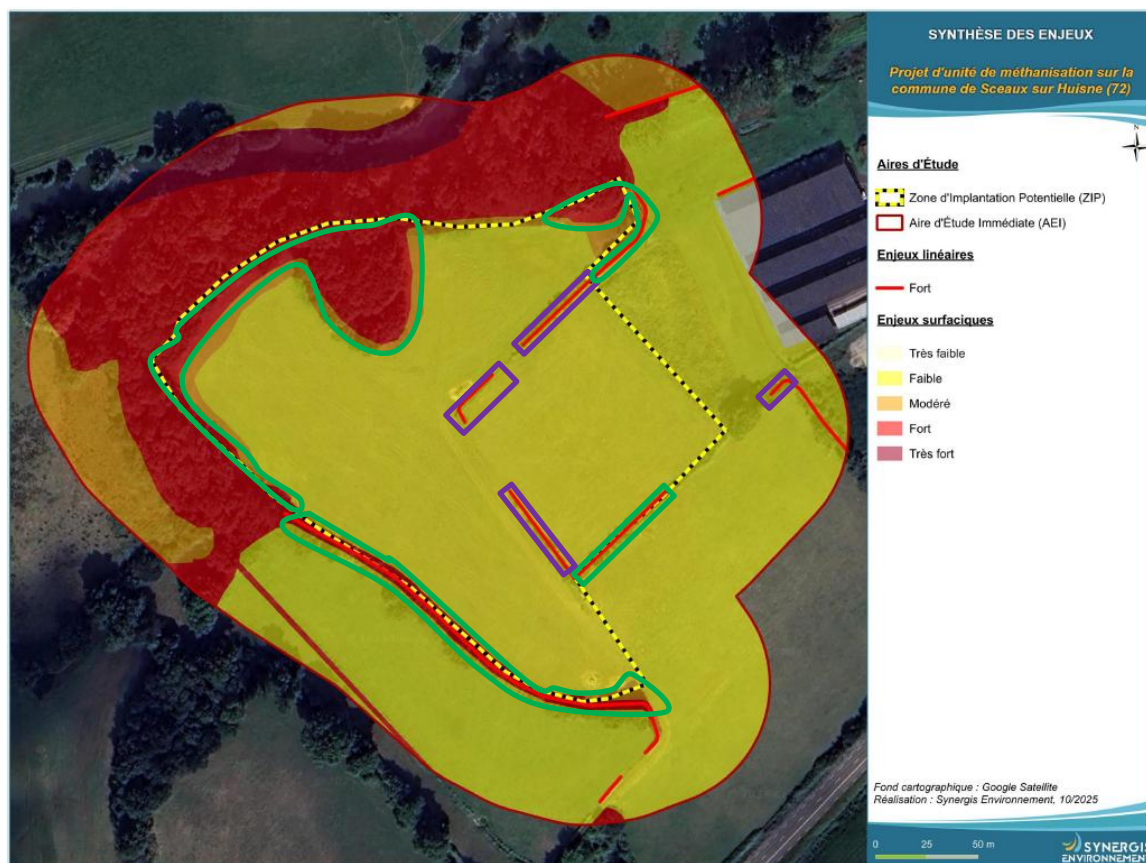 SYNTHÈSE DES ENJEUX
Projet d'unité de méthanisation sur la
commune de Sceaux sur Huisne (72)
N
Aires d'Étude
Zone d'Implantation Potentielle (ZIP)
Aire d'Étude Immédiate (AEI)
Enjeux linéaires
Fort
Enjeux surfaciques
Très faible
Faible
Modéré
Fort
Très fort
Fond cartographique : Google Satellite
Réalisation : Synergis Environnement, 10/2025
0 25 50 m
SYNERGIS
ENVIRONNEMENT